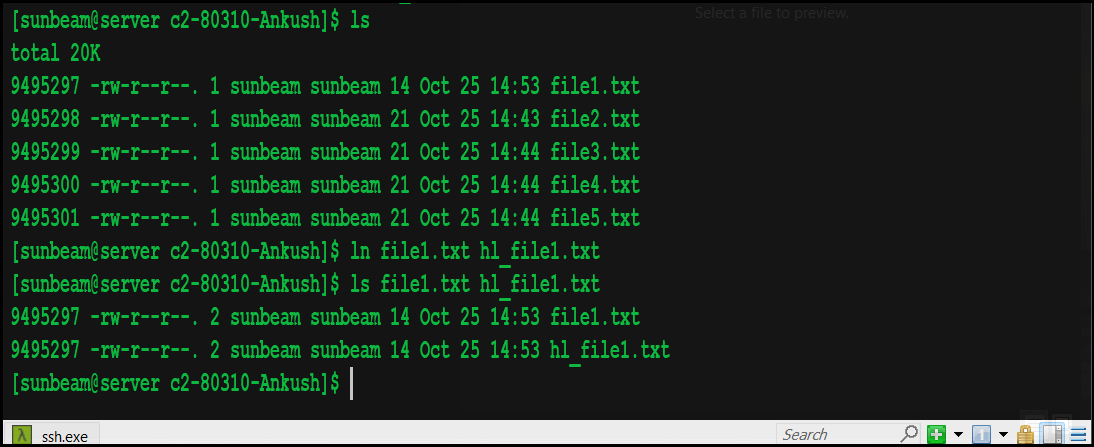 Select a file to preview.
[sunbeam@server c2-80310-Ankush]$ ls
total 20K
9495297 -rw-r--r--. 1 sunbeam sunbeam 14 Oct 25 14:53 file1.txt
9495298 -rw-r--r--. 1 sunbeam sunbeam 21 Oct 25 14:43 file2.txt
9495299 -rw-r--r--. 1 sunbeam sunbeam 21 Oct 25 14:44 file3.txt
9495300 -rw-r--r--. 1 sunbeam sunbeam 21 Oct 25 14:44 file4.txt
9495301 -rw-r--r--. 1 sunbeam sunbeam 21 Oct 25 14:44 file5.txt
[sunbeam@server c2-80310-Ankush]$ ln file1.txt hl_file1.txt
[sunbeam@server c2-80310-Ankush]$ ls file1.txt hl_file1.txt
9495297 -rw-r--r--. 2 sunbeam sunbeam 14 Oct 25 14:53 file1.txt
9495297 -rw-r--r--. 2 sunbeam sunbeam 14 Oct 25 14:53 hl_file1.txt
[sunbeam@server c2-80310-Ankush]$
λ ssh.exe
Search